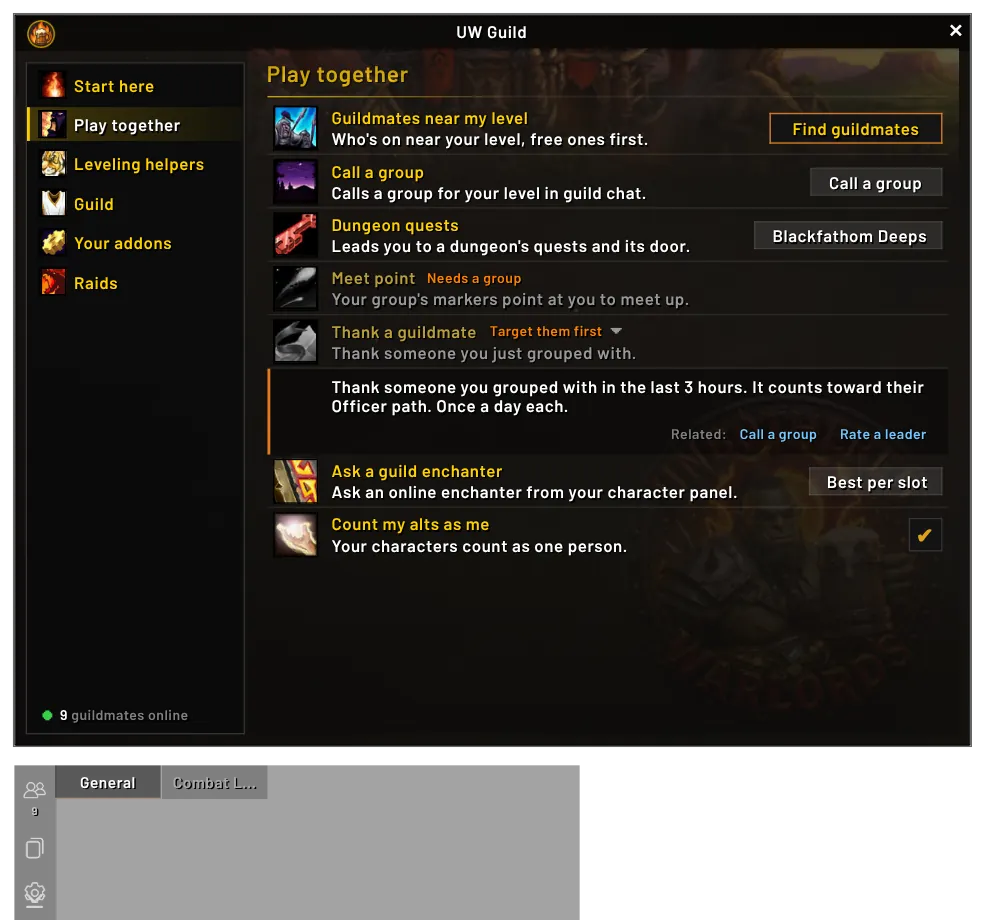 UW Guild
Start here
Play together
Leveling helpers
Guild
Your addons
Raids
9 guildmates online
Play together
Guildmates near my level
Who's on near your level, free ones first.
Find guildmates
Call a group
Calls a group for your level in guild chat.
Call a group
Dungeon quests
Leads you to a dungeon's quests and its door.
Blackfathom Deeps
Meet point Needs a group
Your group's markers point at you to meet up.
Thank a guildmate Target them first
Thank someone you just grouped with.
Thank someone you grouped with in the last 3 hours. It counts toward their
Officer path. Once a day each.
Related: Call a group Rate a leader
Ask a guild enchanter
Ask an online enchanter from your character panel.
Best per slot
Count my alts as me
Your characters count as one person.
General
Combat L...
9